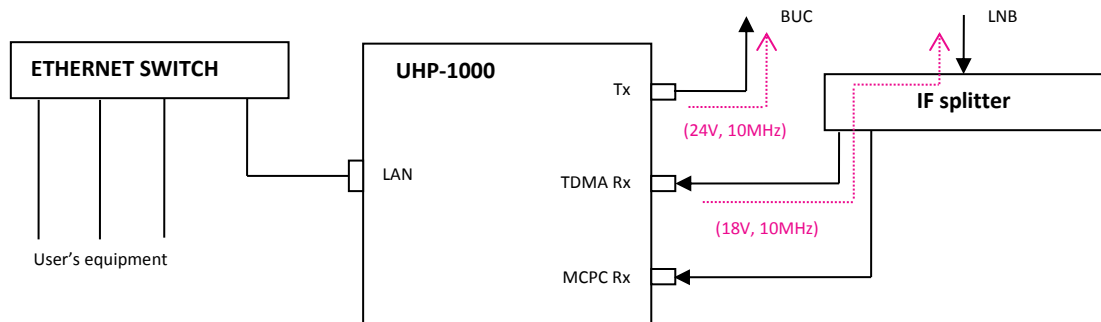 BUC
LNB
ETHERNET SWITCH
UHP-1000
Tx
IF splitter
(24V, 10MHz)
LAN
TDMA Rx
(18V, 10MHz)
User's equipment
MCPC Rx